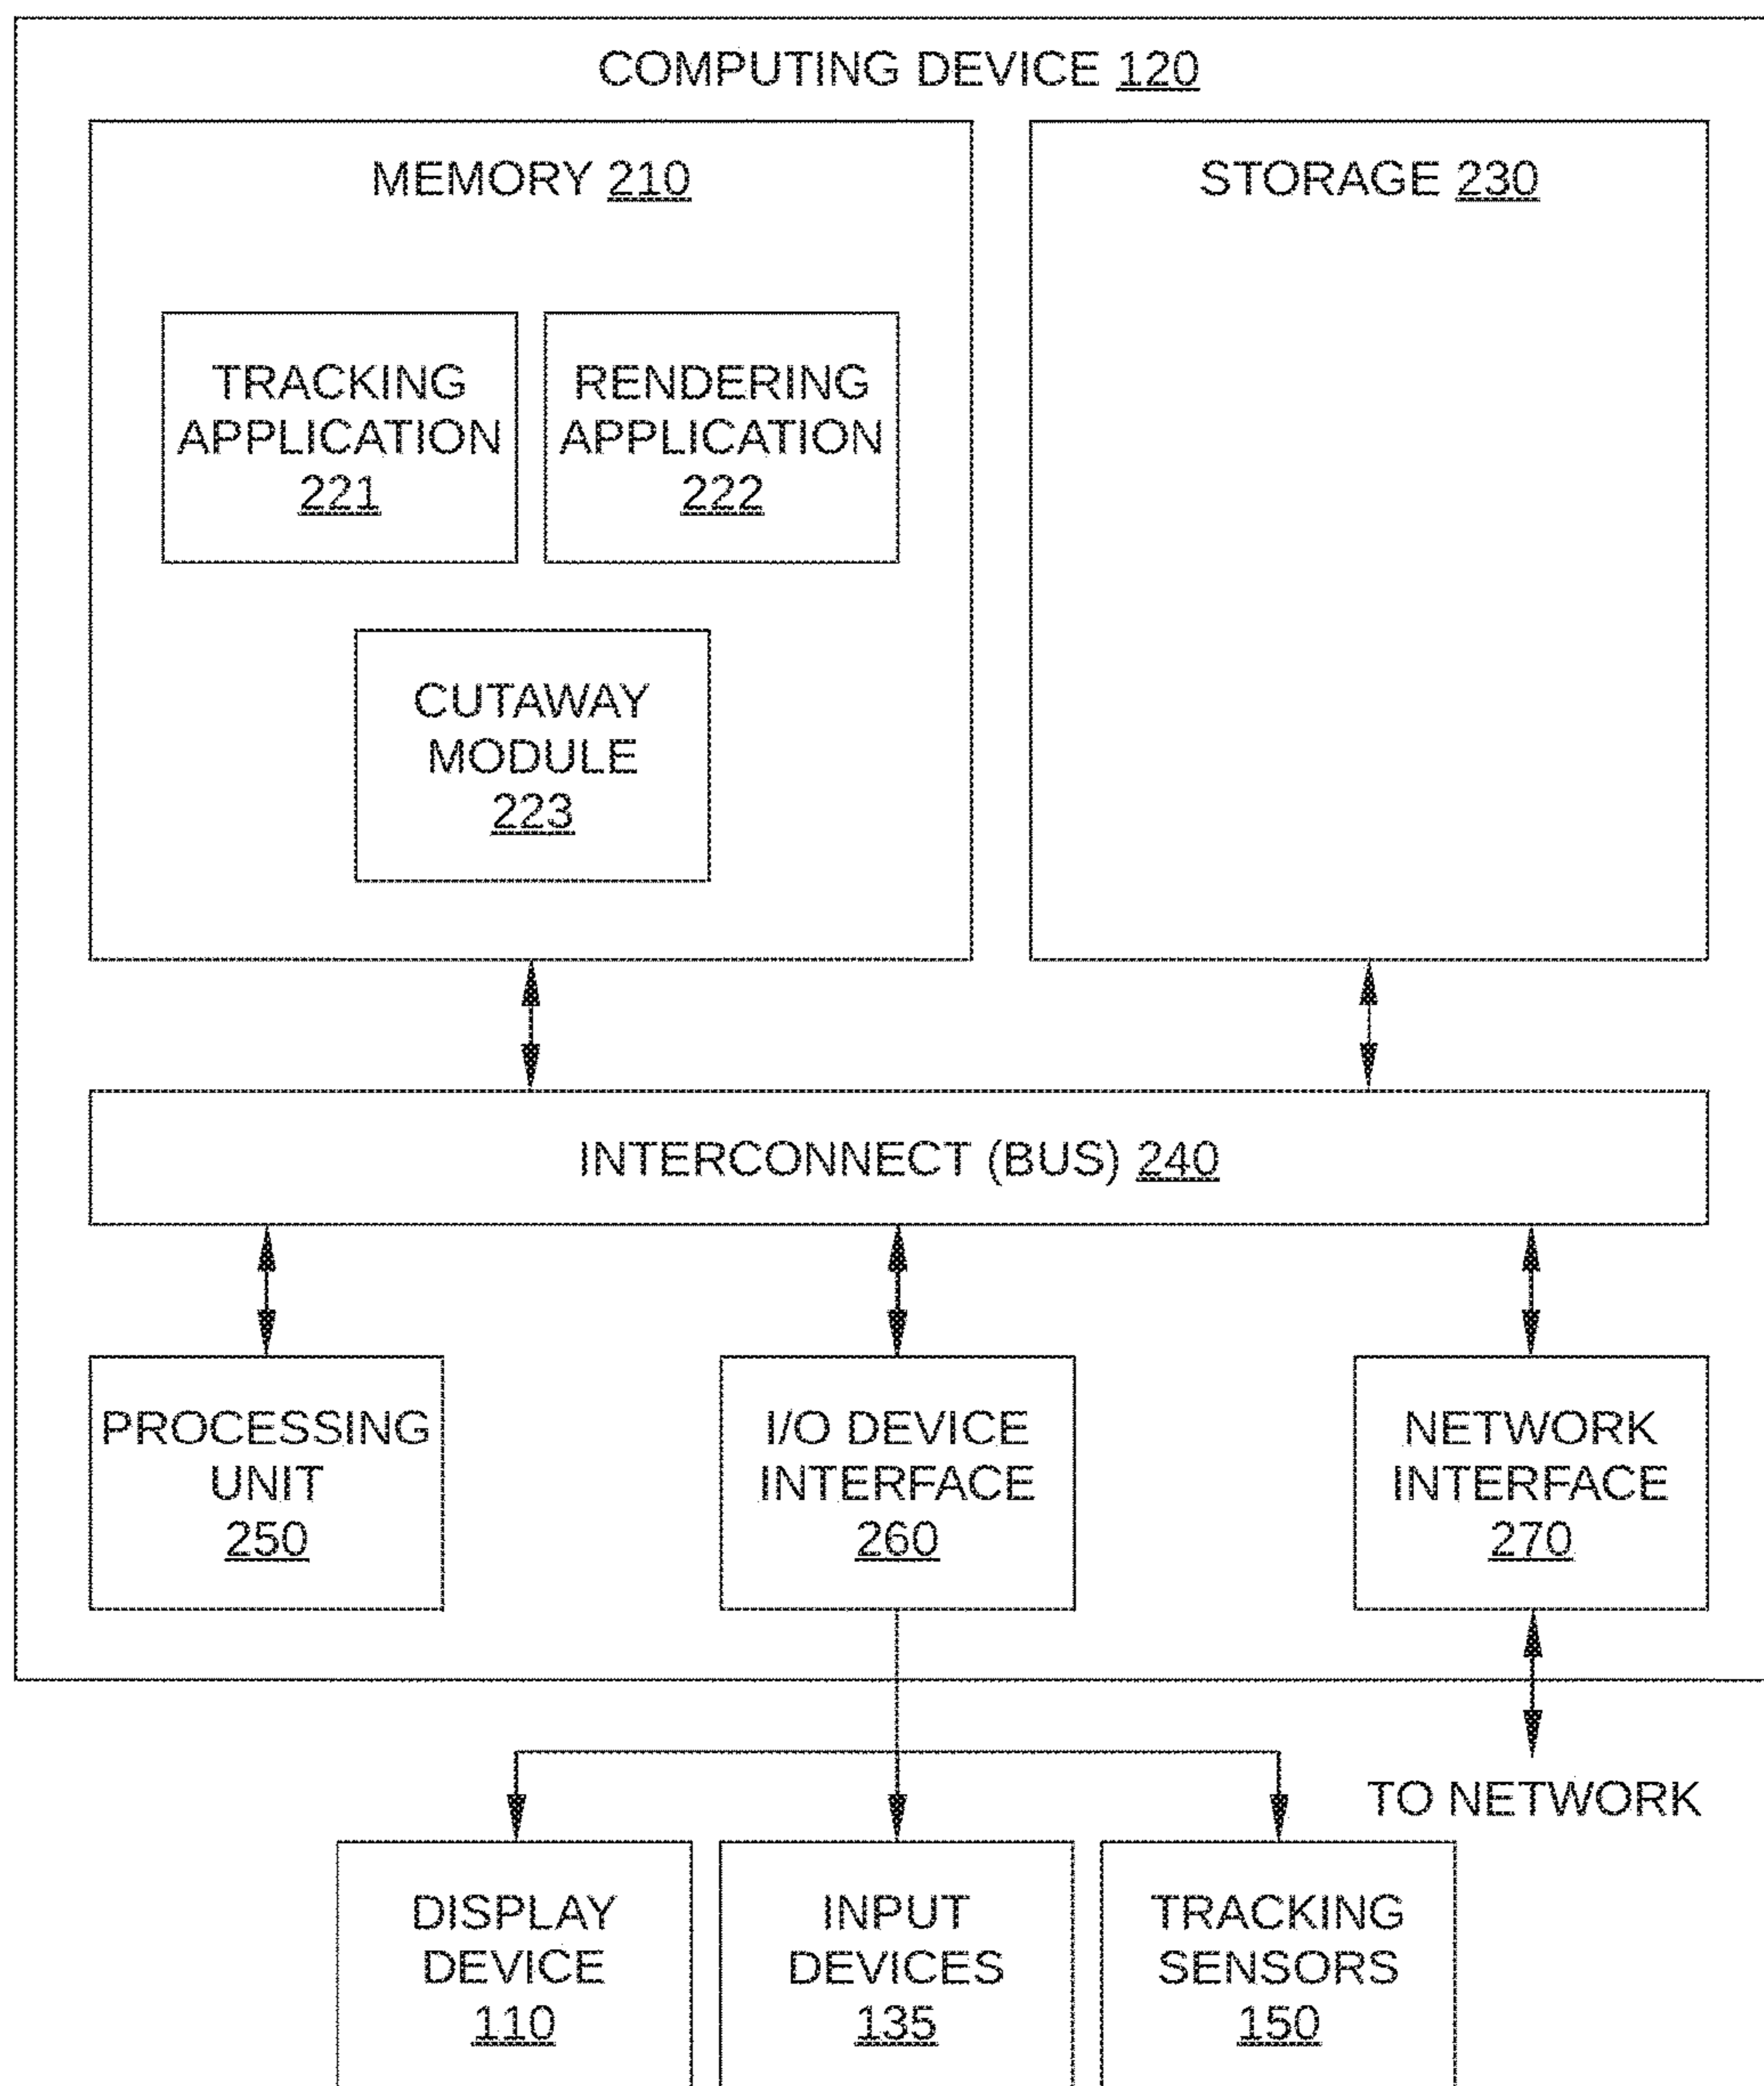 COMPUTING DEVICE 120
MEMORY 210
STORAGE 230
TRACKING
APPLICATION
221
RENDERING
APPLICATION
222
CUTAWAY
MODULE
223
INTERCONNECT (BUS) 240
PROCESSING
UNIT
250
I/O DEVICE
INTERFACE
260
NETWORK
INTERFACE
270
TO NETWORK
DISPLAY
DEVICE
110
INPUT
DEVICES
135
TRACKING
SENSORS
150